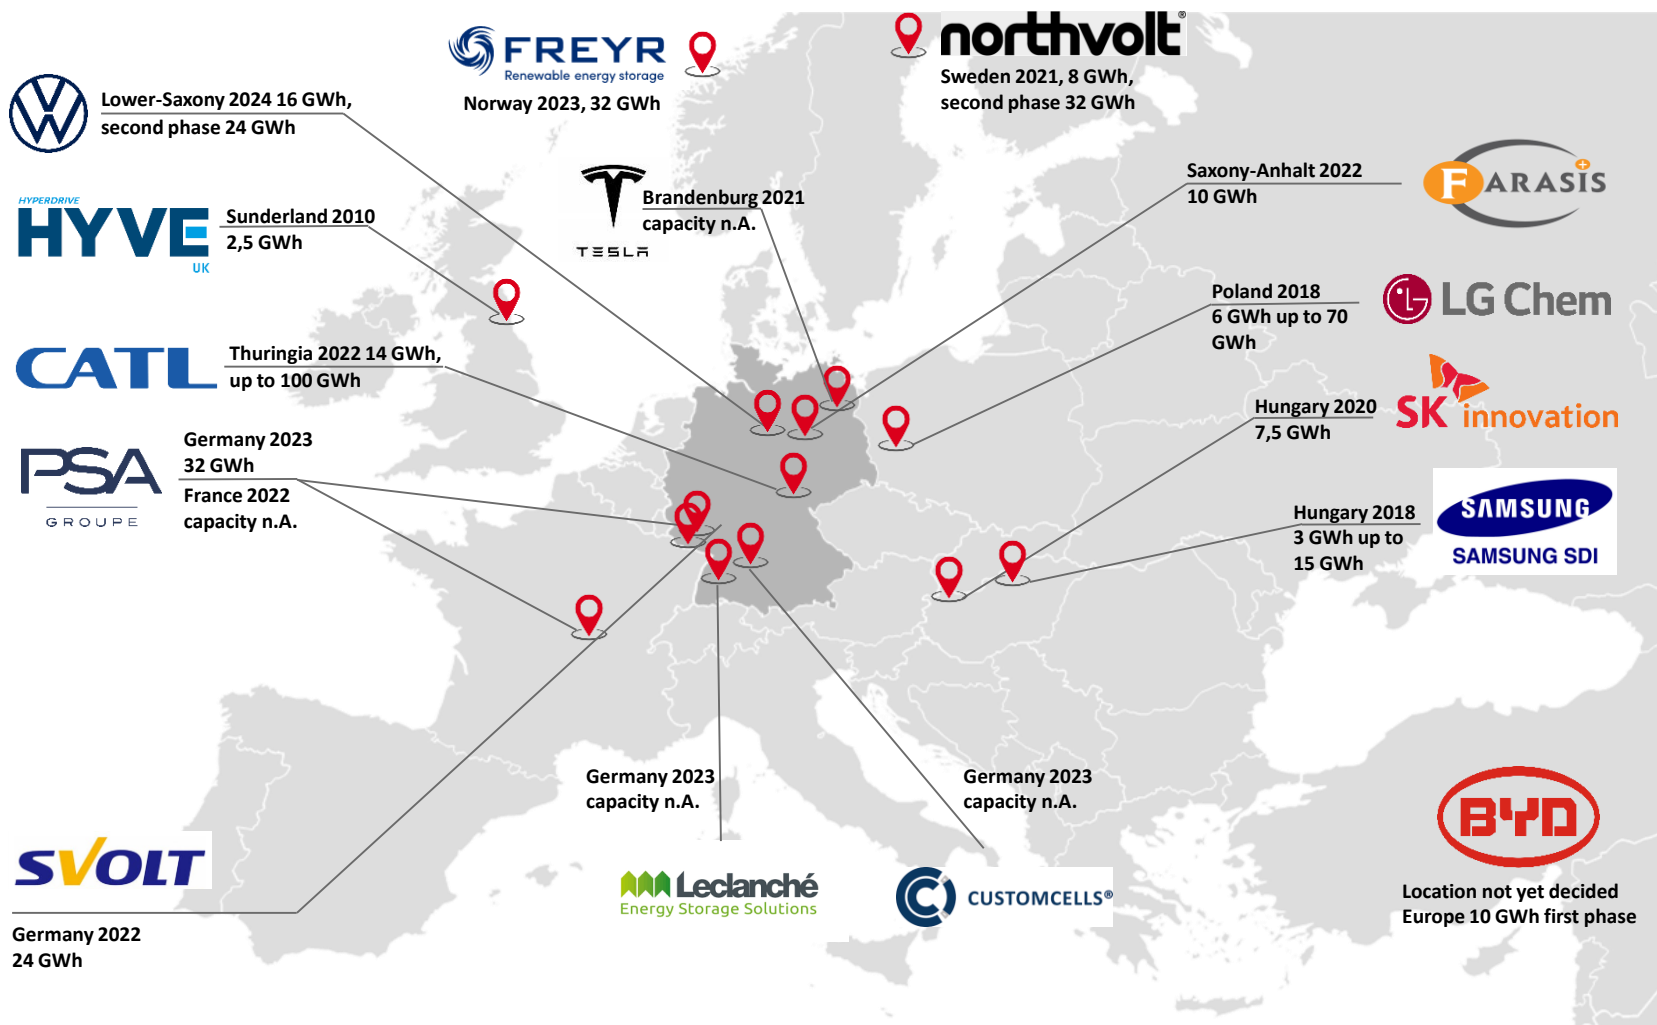 FREYR
Renewable energy storage
Norway 2023, 32 GWh
northvolt®
Sweden 2021, 8 GWh,
second phase 32 GWh
VW
Lower-Saxony 2024 16 GWh,
second phase 24 GWh
TESLA
Brandenburg 2021
capacity n.A.
Saxony-Anhalt 2022
10 GWh
FARASIS
HYPERDRIVE
HYVE
UK
Sunderland 2010
2,5 GWh
Poland 2018
6 GWh up to 70
GWh
LG Chem
CATL
Thuringia 2022 14 GWh,
up to 100 GWh
Hungary 2020
7,5 GWh
SK innovation
PSA
GROUPE
Germany 2023
32 GWh
France 2022
capacity n.A.
Hungary 2018
3 GWh up to
15 GWh
SAMSUNG
SAMSUNG SDI
Germany 2023
capacity n.A.
Leclanché
Energy Storage Solutions
Germany 2023
capacity n.A.
CUSTOMCELLS®
BYD
Location not yet decided
Europe 10 GWh first phase
SVOLT
Germany 2022
24 GWh